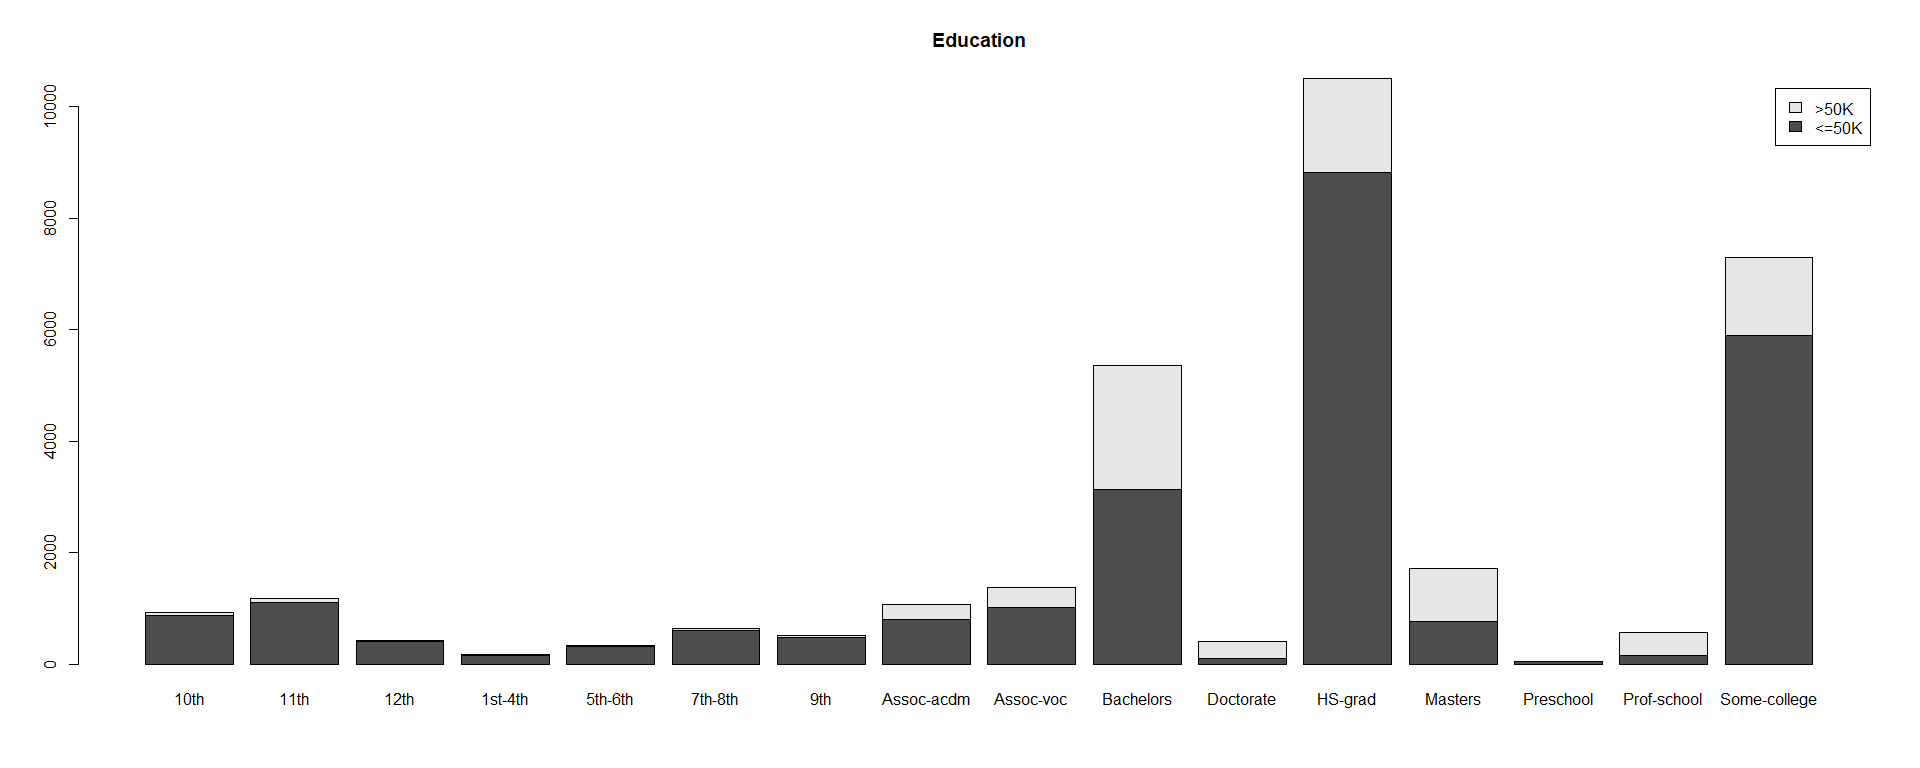 Education
10000
8000
6000
4000
2000
0
>50K
<=50K
10th 11th 12th 1st-4th 5th-6th 7th-8th 9th Assoc-acdm Assoc-voc Bachelors Doctorate HS-grad Masters Preschool Prof-school Some-college